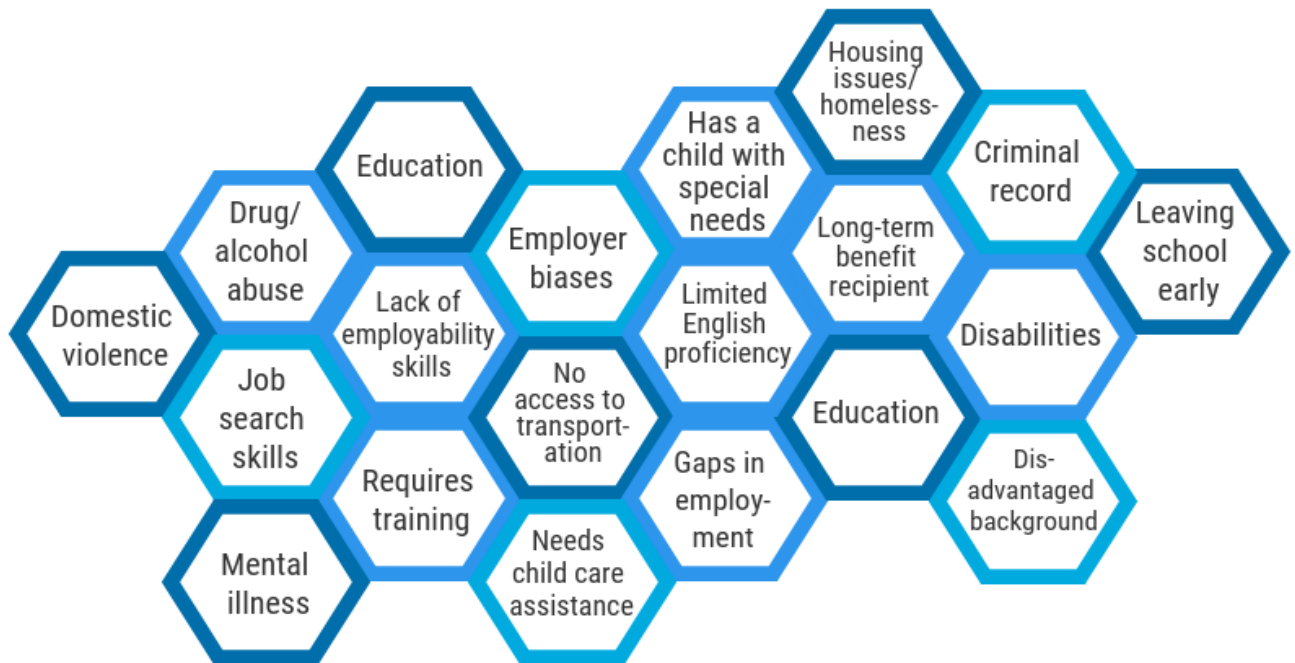 Housing
issues/
homeless-
ness
Has a
child with
special
needs
Criminal
record
Education
Leaving
school
early
Drug/
alcohol
abuse
Employer
biases
Long-term
benefit
recipient
Domestic
violence
Lack of
employability
skills
Limited
English
proficiency
Disabilities
Job
search
skills
No
access to
transport-
ation
Education
Requires
training
Gaps in
employ-
ment
Dis-
advantaged
background
Mental
illness
Needs
child care
assistance